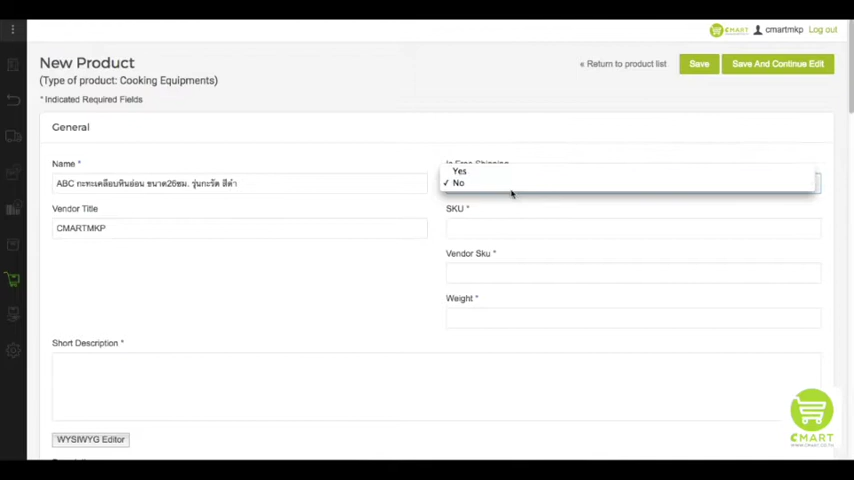 CMART cmartmkp Log out
New Product
(Type of product: Cooking Equipments)
« Return to product list Save Save And Continue Edit
* Indicated Required Fields
General
Name *
ABC กะทะเคลือบหินอ่อน ขนาด26ซม. รุ่นกะรัต สีดำ
Vendor Title
CMARTMKP
Is Free Shipping
Yes
✓ No
SKU *
Vendor Sku *
Weight *
Short Description *
WYSIWYG Editor
CMART